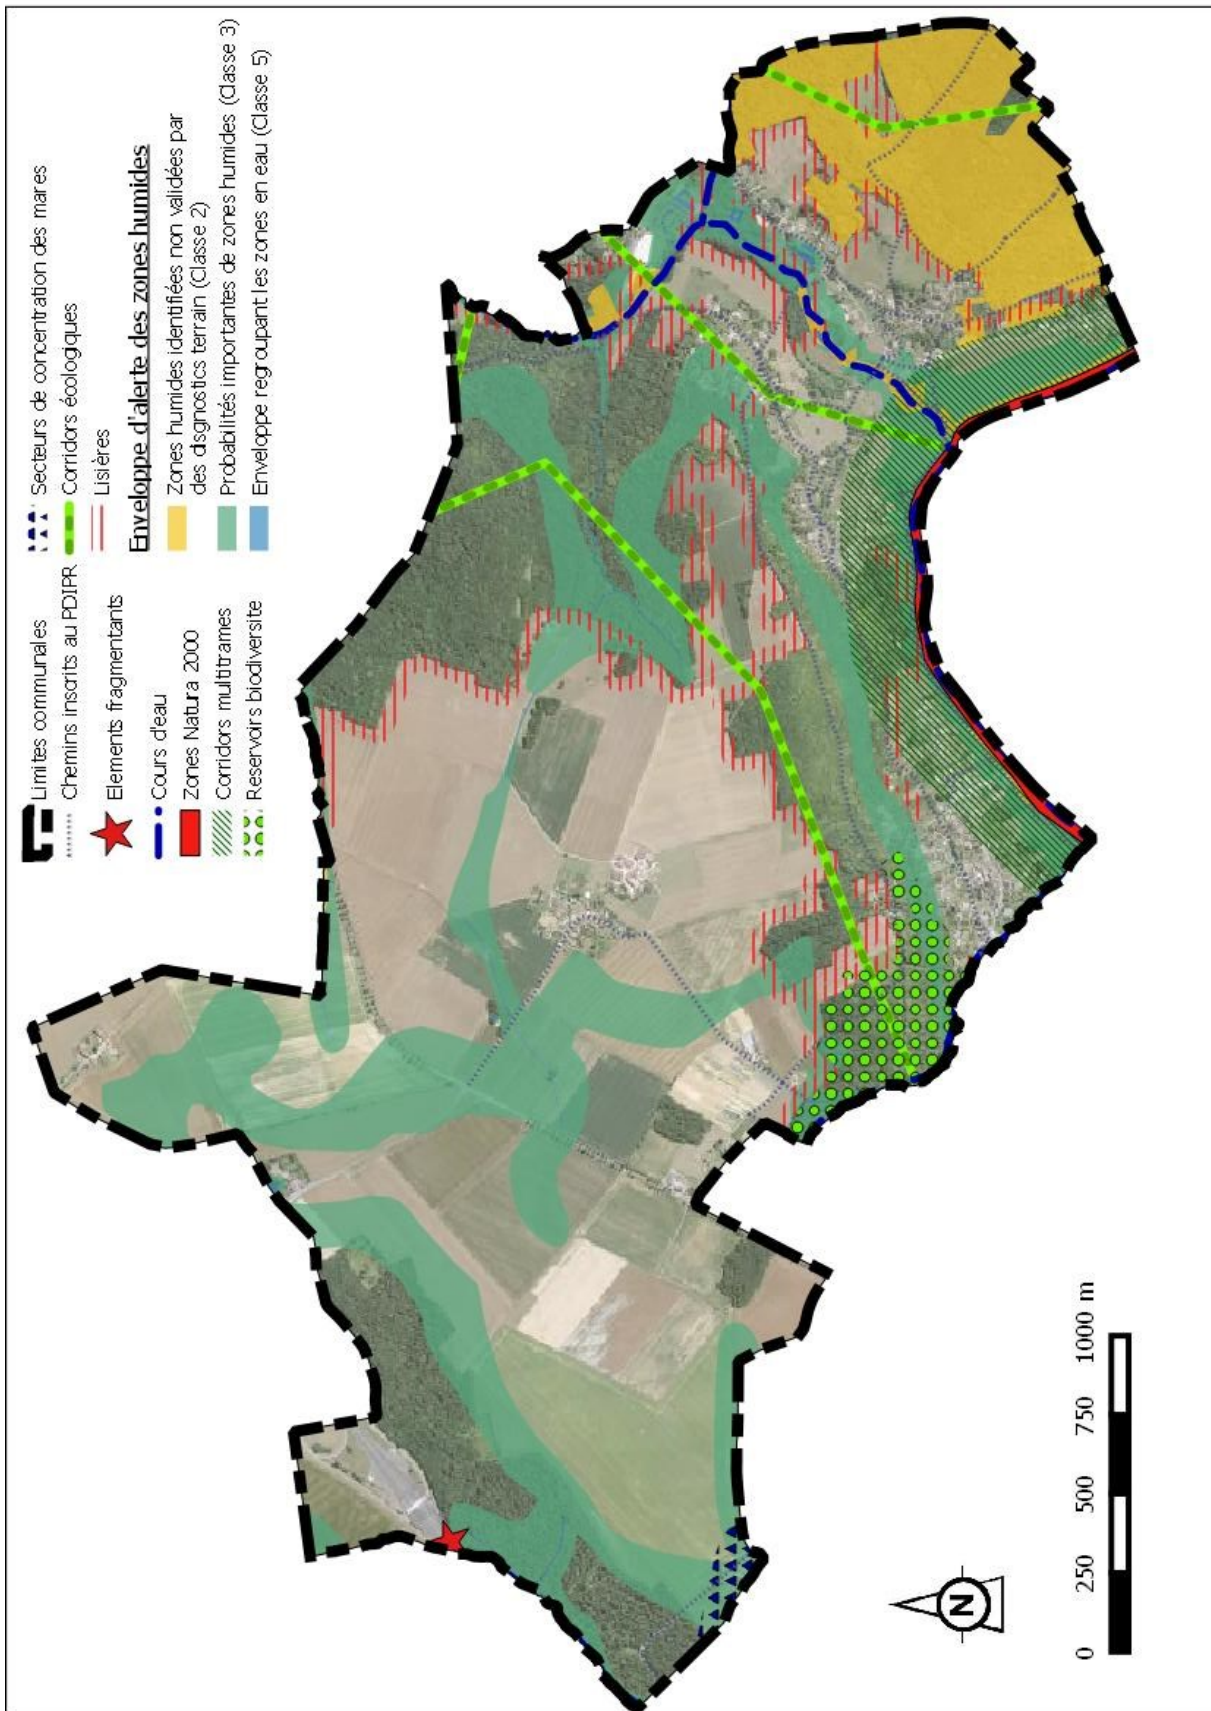 Limites communales
Chemins inscrits au PDIPR
Elements fragmentants
Cours d'eau
Zones Natura 2000
Corridors multitrames
Reservoirs biodiversite
Secteurs de concentration des mares
Corridors écologiques
Lisières
Enveloppe d'alerte des zones humides
Zones humides identifiées non validées par
des disgnostics terrain (Classe 2)
Probabilités importantes de zones humides (Classe 3)
Enveloppe regroupant les zones en eau (Classe 5)
N
0 250 500 750 1000 m